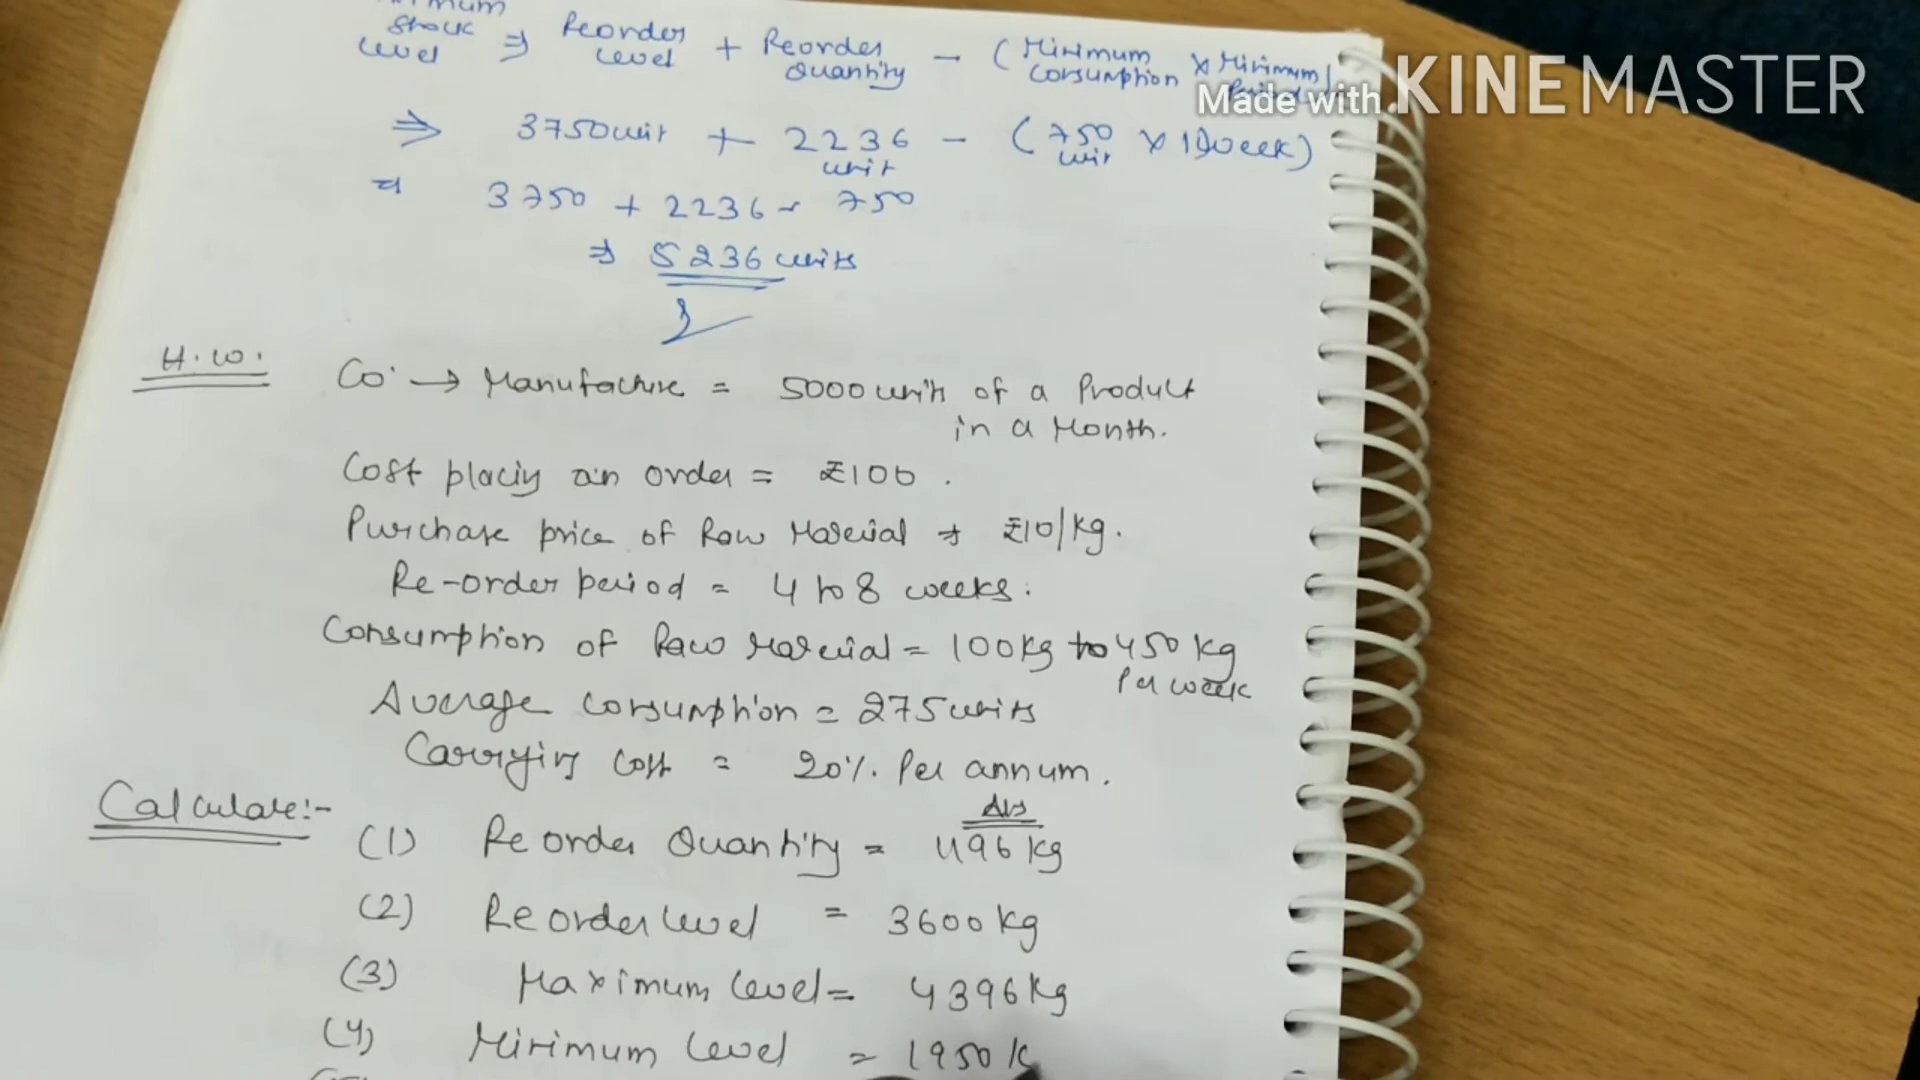 Stock level ⇒ Reorder level + Reorder Quantity - (Minimum consumption × Minimum
Made with KINEMASTER
⇒ 3750 unit + 2236 unit - (750 unit × 1 week)
⇒ 3750 + 2236 - 750
⇒ 5236 units
H.W. Co. → Manufacture = 5000 units of a Product
in a Month.
Cost placing an order = ₹100.
Purchase price of Raw Material → ₹10/kg.
Re-order period = 4 to 8 weeks.
Consumption of Raw Material = 100kg to 450 kg
Per week
Average consumption = 275 units
Carrying cost = 20% Per annum.
Calculate:- Ans
(1) Reorder Quantity = 496 kg
(2) Reorder level = 3600 kg
(3) Maximum level = 4396 kg
(4) Minimum level = 1950 k